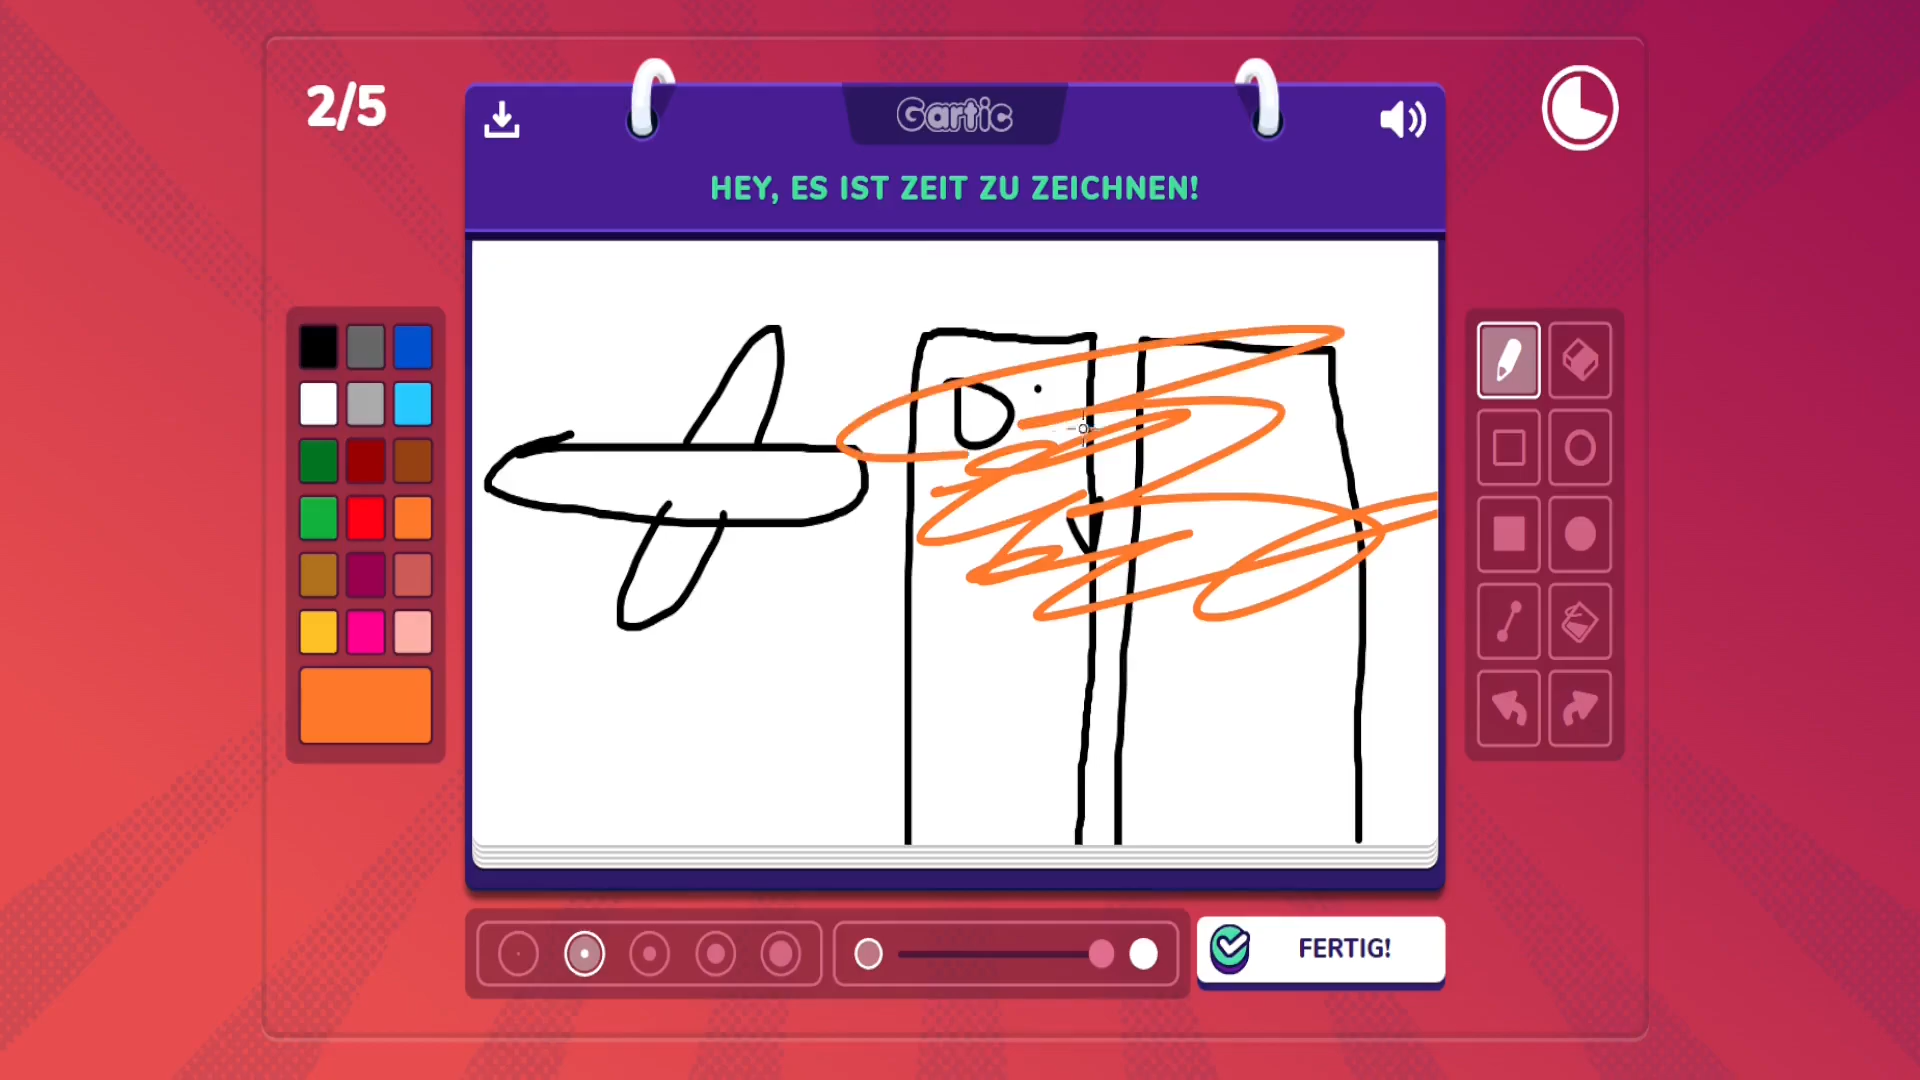 2/5
Gartic
HEY, ES IST ZEIT ZU ZEICHNEN!
D
FERTIG!